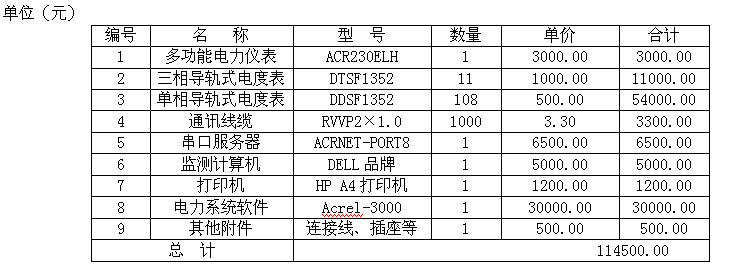 单位（元）
编号 名 称 型 号 数量 单价 合计
1 多功能电力仪表 ACR230ELH 1 3000.00 3000.00
2 三相导轨式电度表 DTSF1352 11 1000.00 11000.00
3 单相导轨式电度表 DDSF1352 108 500.00 54000.00
4 通讯线缆 RVVP2×1.0 1000 3.30 3300.00
5 串口服务器 ACRNET-PORT8 1 6500.00 6500.00
6 监测计算机 DELL 品牌 1 5000.00 5000.00
7 打印机 HP A4 打印机 1 1200.00 1200.00
8 电力系统软件 Acrel-3000 1 30000.00 30000.00
9 其他附件 连接线、插座等 1 500.00 500.00
总 计 114500.00